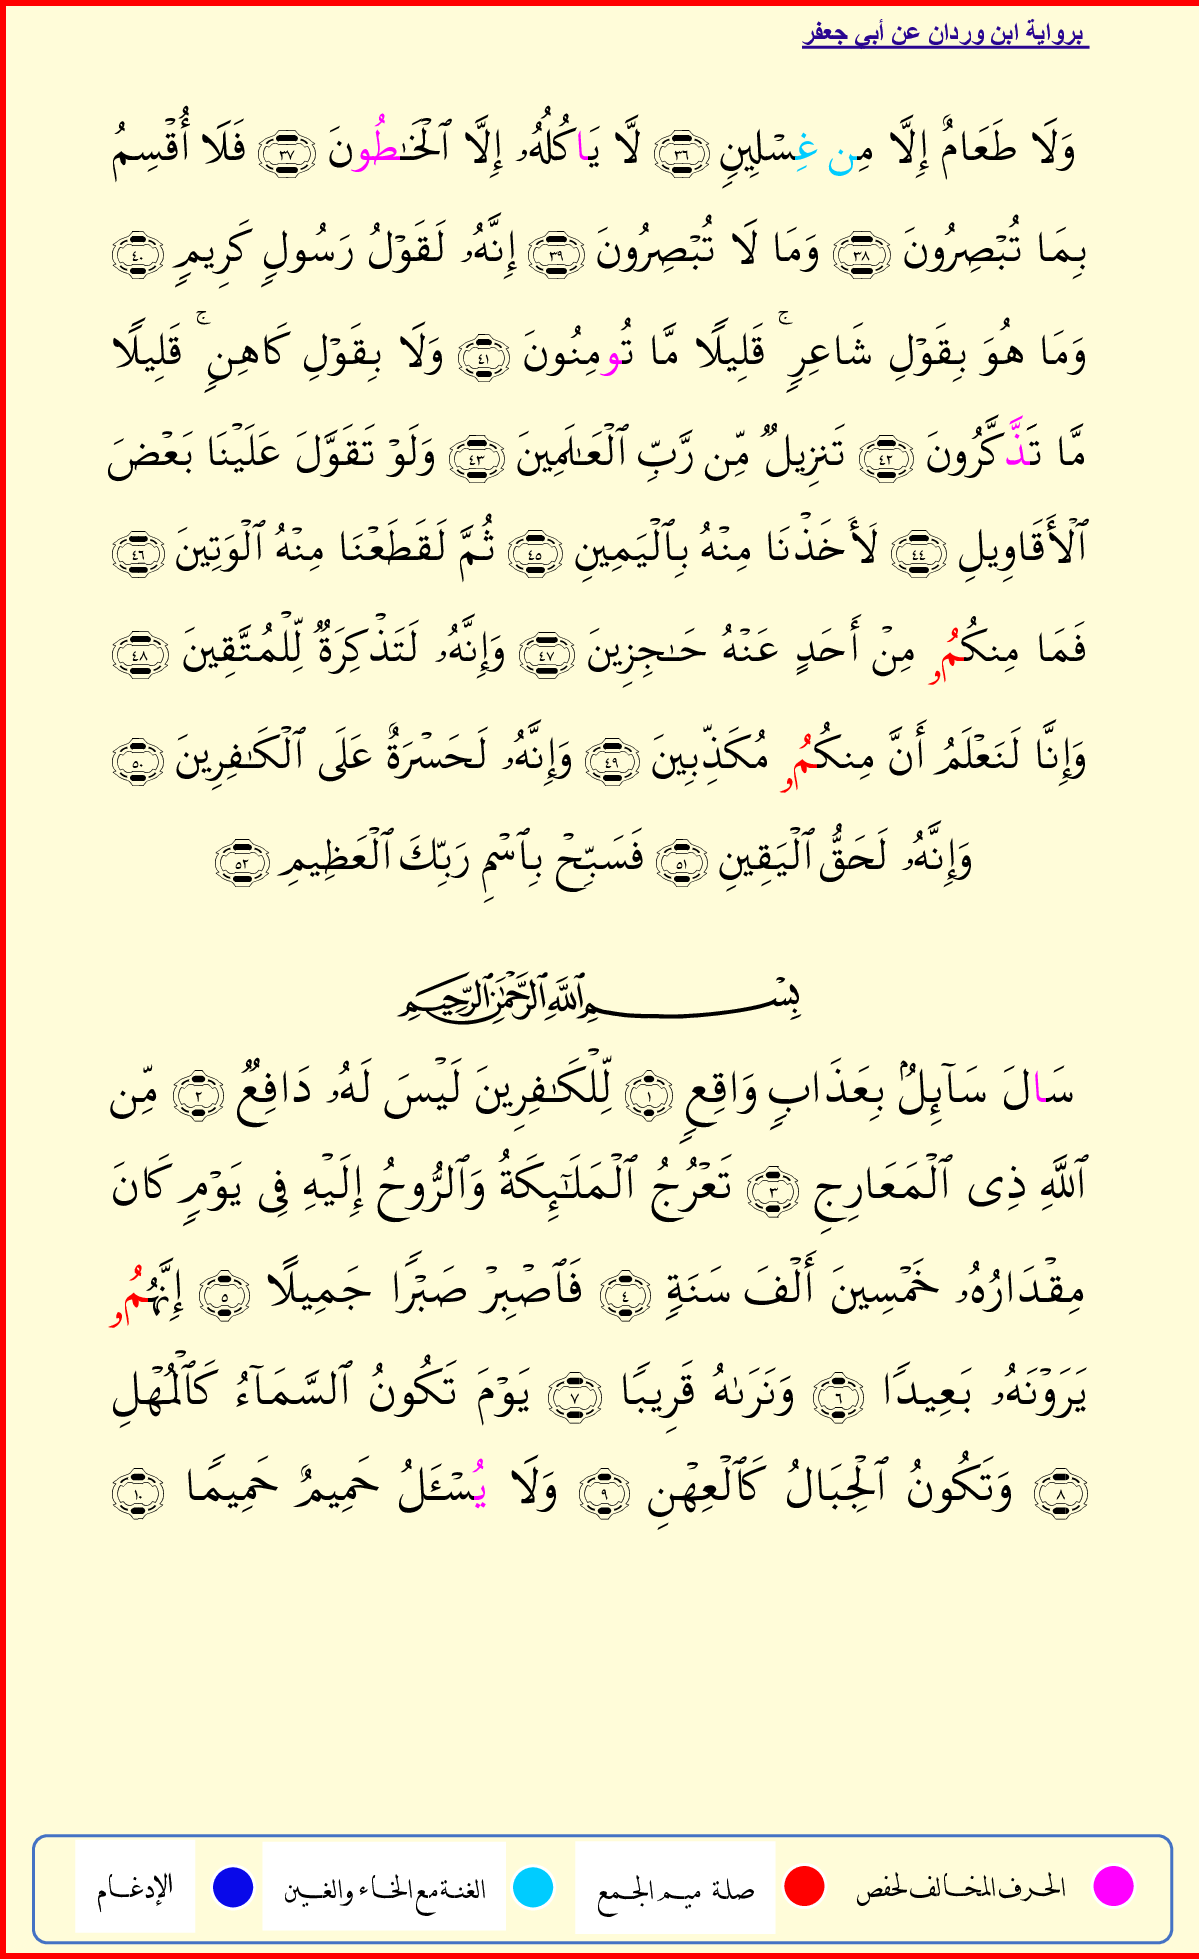 برواية ابن وردان عن أبي جعفر
وَلَا طَعَامٌ إِلَّا مِن غِسْلِينٍ ٣٦ لَّا يَاكُلُهُۥ إِلَّا ٱلْخَـٰطُونَ ٣٧ فَلَا أُقْسِمُ
بِمَا تُبْصِرُونَ ٣٨ وَمَا لَا تُبْصِرُونَ ٣٩ إِنَّهُۥ لَقَوْلُ رَسُولٍ كَرِيمٍ ٤٠
وَمَا هُوَ بِقَوْلِ شَاعِرٍ ۚ قَلِيلًا مَّا تُومِنُونَ ٤١ وَلَا بِقَوْلِ كَاهِنٍ ۚ قَلِيلًا
مَّا تَذَّكَّرُونَ ٤٢ تَنزِيلٌ مِّن رَّبِّ ٱلْعَـٰلَمِينَ ٤٣ وَلَوْ تَقَوَّلَ عَلَيْنَا بَعْضَ
ٱلْأَقَاوِيلِ ٤٤ لَأَخَذْنَا مِنْهُ بِٱلْيَمِينِ ٤٥ ثُمَّ لَقَطَعْنَا مِنْهُ ٱلْوَتِينَ ٤٦
فَمَا مِنكُمُۥ مِنْ أَحَدٍ عَنْهُ حَـٰجِزِينَ ٤٧ وَإِنَّهُۥ لَتَذْكِرَةٌ لِّلْمُتَّقِينَ ٤٨
وَإِنَّا لَنَعْلَمُ أَنَّ مِنكُمُۥ مُكَذِّبِينَ ٤٩ وَإِنَّهُۥ لَحَسْرَةٌ عَلَى ٱلْكَـٰفِرِينَ ٥٠
وَإِنَّهُۥ لَحَقُّ ٱلْيَقِينِ ٥١ فَسَبِّحْ بِٱسْمِ رَبِّكَ ٱلْعَظِيمِ ٥٢
بِسْمِ ٱللَّهِ ٱلرَّحْمَـٰنِ ٱلرَّحِيمِ
سَالَ سَآئِلٌ بِعَذَابٍ وَاقِعٍ ١ لِّلْكَـٰفِرِينَ لَيْسَ لَهُۥ دَافِعٌ ٢ مِّن
ٱللَّهِ ذِى ٱلْمَعَارِجِ ٣ تَعْرُجُ ٱلْمَلَـٰٓئِكَةُ وَٱلرُّوحُ إِلَيْهِ فِى يَوْمٍ كَانَ
مِقْدَارُهُۥ خَمْسِينَ أَلْفَ سَنَةٍ ٤ فَٱصْبِرْ صَبْرًا جَمِيلًا ٥ إِنَّهُمُۥ
يَرَوْنَهُۥ بَعِيدًا ٦ وَنَرَىٰهُ قَرِيبًا ٧ يَوْمَ تَكُونُ ٱلسَّمَآءُ كَٱلْمُهْلِ
٨ وَتَكُونُ ٱلْجِبَالُ كَٱلْعِهْنِ ٩ وَلَا يُسْـَٔلُ حَمِيمٌ حَمِيمًا ١٠
الحرف المخالف لحفص صلة ميم الجمع الغنة مع الخاء والغين الإدغام